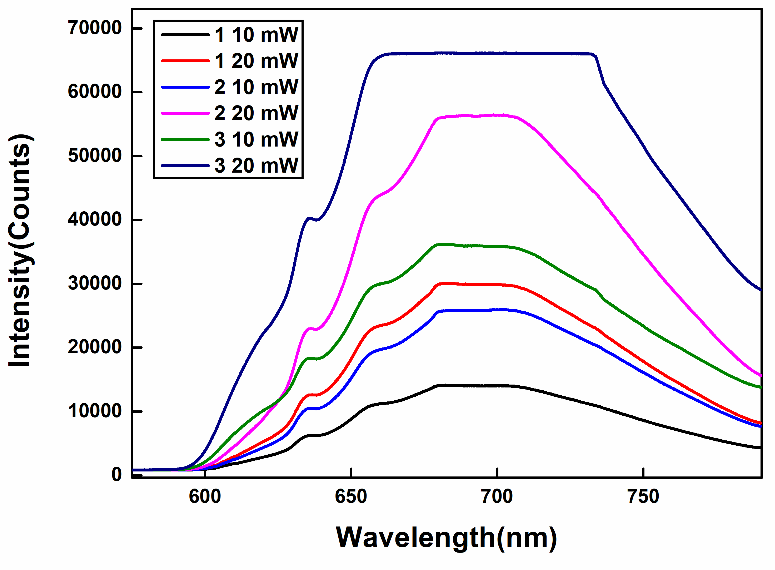 70000
60000
50000
40000
30000
20000
10000
0
Intensity(Counts)
1 10 mW
1 20 mW
2 10 mW
2 20 mW
3 10 mW
3 20 mW
600 650 700 750
Wavelength(nm)